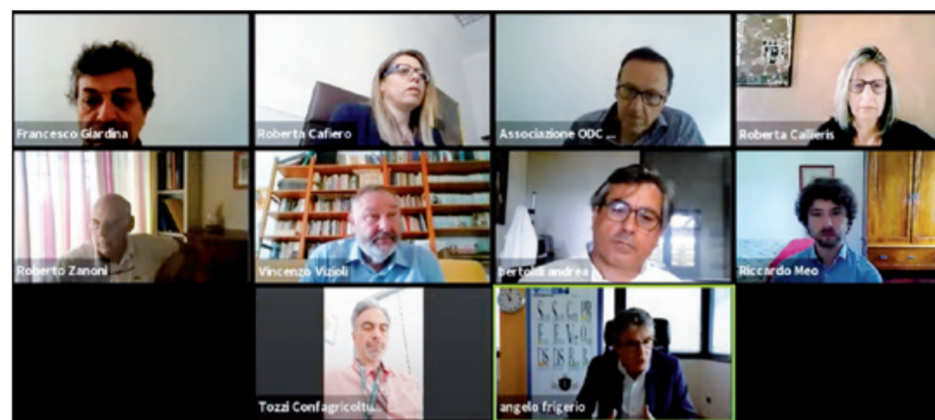 Francesco Giardina
Roberta Cafiero
Associazione ODC ...
Roberta Callieris
Roberto Zanoni
Vincenzo Vizioli
bertoldi andrea
Riccardo Meo
Tozzi Confagricoltu...
angelo frigerio